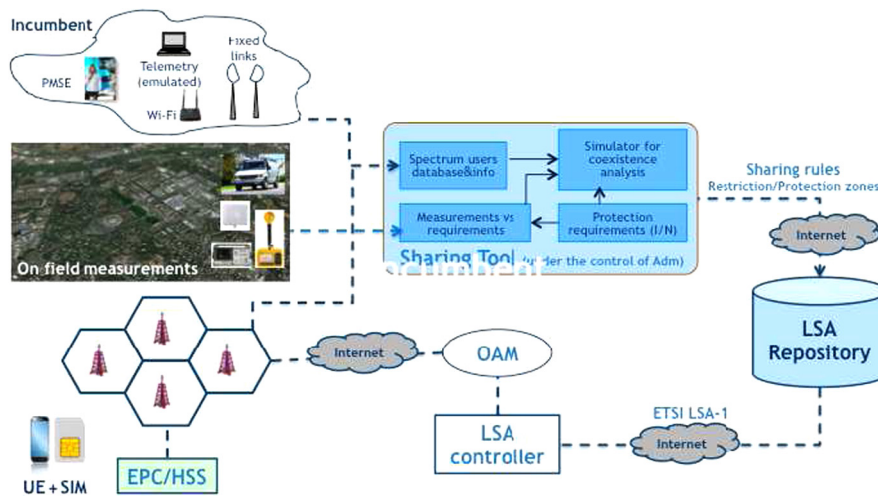 Incumbent
Fixed
links
Telemetry
(emulated)
PMSE
Wi-Fi
Spectrum users
database&info
Simulator for
coexistence
analysis
Measurements vs
requirements
Protection
requirements (I/N)
Sharing Tool (under the control of Adm)
Incumbent
Sharing rules
Restriction/Protection zones
Internet
On field measurements
LSA
Repository
Internet
OAM
ETSI LSA-1
Internet
LSA
controller
EPC/HSS
UE + SIM